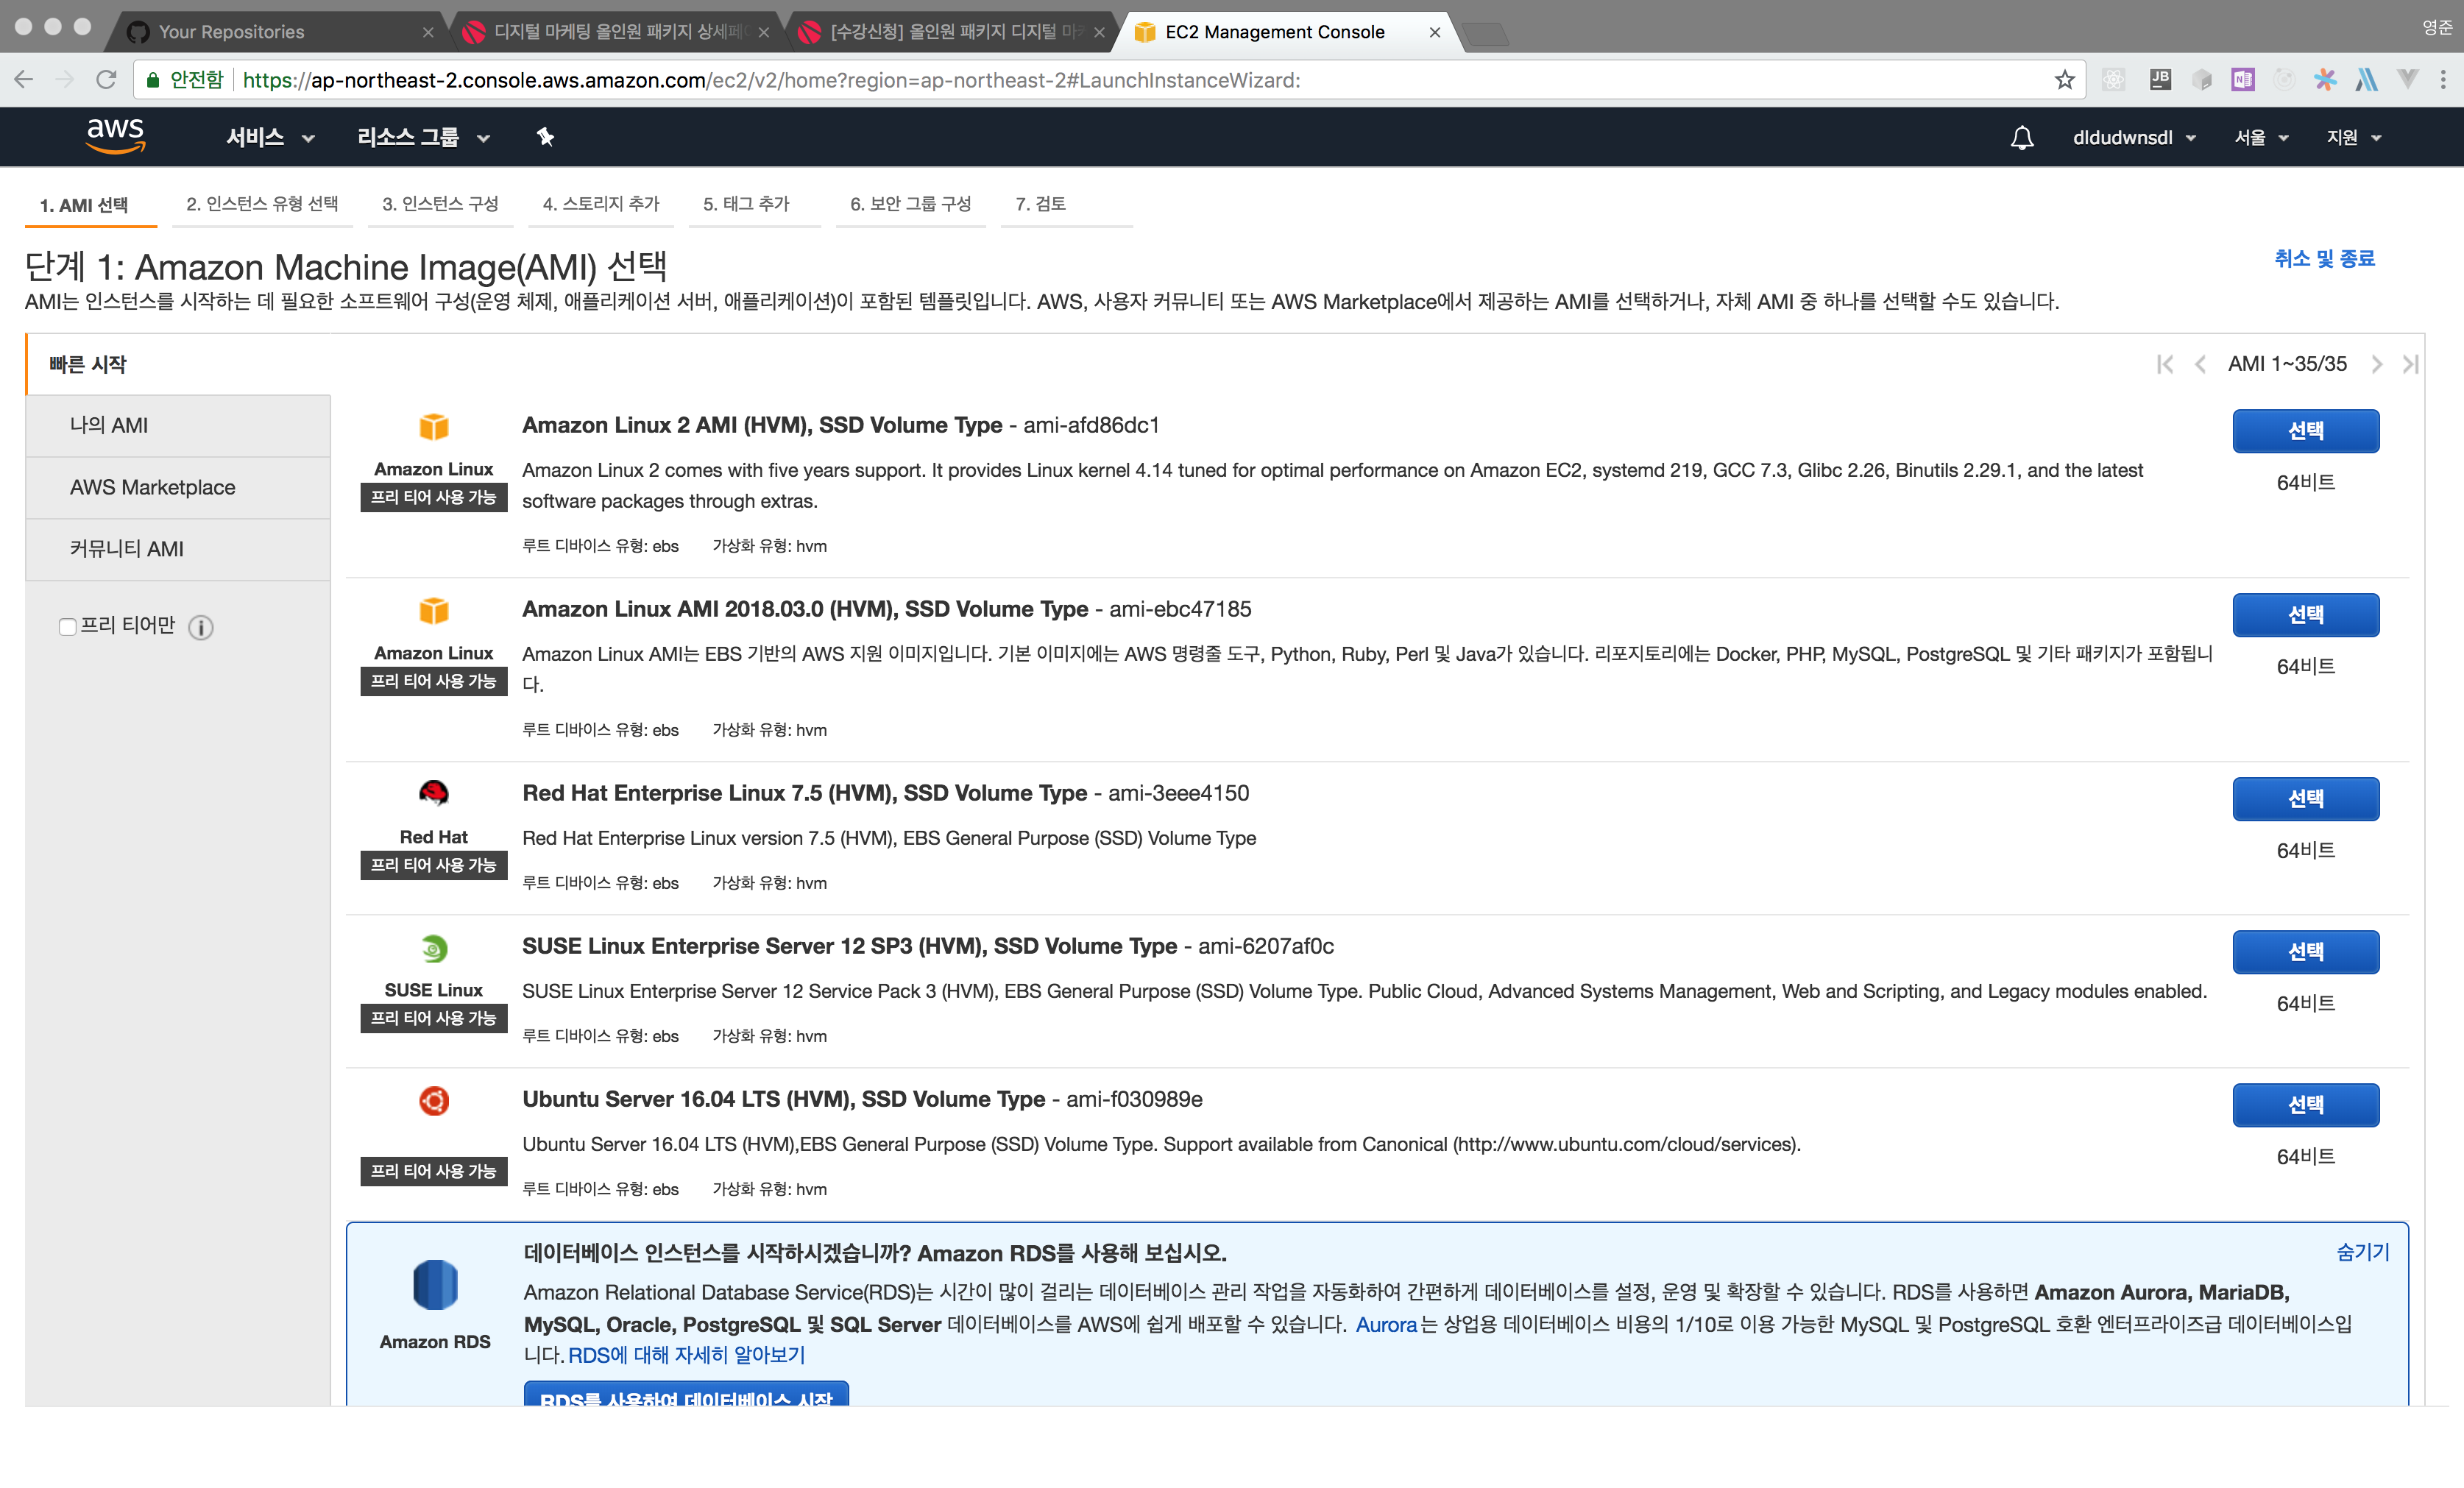 Your Repositories
디지털 마케팅 올인원 패키지 상세페
[수강신청] 올인원 패키지 디지털 마
EC2 Management Console
영준
안전함
https://ap-northeast-2.console.aws.amazon.com/ec2/v2/home?region=ap-northeast-2#LaunchInstanceWizard:
JB
N
aws
서비스
리소스 그룹
dldudwnsdl
서울
지원
1. AMI 선택
2. 인스턴스 유형 선택
3. 인스턴스 구성
4. 스토리지 추가
5. 태그 추가
6. 보안 그룹 구성
7. 검토
단계 1: Amazon Machine Image(AMI) 선택
취소 및 종료
AMI는 인스턴스를 시작하는 데 필요한 소프트웨어 구성(운영 체제, 애플리케이션 서버, 애플리케이션)이 포함된 템플릿입니다. AWS, 사용자 커뮤니티 또는 AWS Marketplace에서 제공하는 AMI를 선택하거나, 자체 AMI 중 하나를 선택할 수도 있습니다.
빠른 시작
나의 AMI
AWS Marketplace
커뮤니티 AMI
프리 티어만
AMI 1~35/35
Amazon Linux
프리 티어 사용 가능
Amazon Linux 2 AMI (HVM), SSD Volume Type - ami-afd86dc1
Amazon Linux 2 comes with five years support. It provides Linux kernel 4.14 tuned for optimal performance on Amazon EC2, systemd 219, GCC 7.3, Glibc 2.26, Binutils 2.29.1, and the latest
software packages through extras.
루트 디바이스 유형: ebs 가상화 유형: hvm
선택
64비트
Amazon Linux
프리 티어 사용 가능
Amazon Linux AMI 2018.03.0 (HVM), SSD Volume Type - ami-ebc47185
Amazon Linux AMI는 EBS 기반의 AWS 지원 이미지입니다. 기본 이미지에는 AWS 명령줄 도구, Python, Ruby, Perl 및 Java가 있습니다. 리포지토리에는 Docker, PHP, MySQL, PostgreSQL 및 기타 패키지가 포함됩니
다.
루트 디바이스 유형: ebs 가상화 유형: hvm
선택
64비트
Red Hat
프리 티어 사용 가능
Red Hat Enterprise Linux 7.5 (HVM), SSD Volume Type - ami-3eee4150
Red Hat Enterprise Linux version 7.5 (HVM), EBS General Purpose (SSD) Volume Type
루트 디바이스 유형: ebs 가상화 유형: hvm
선택
64비트
SUSE Linux
프리 티어 사용 가능
SUSE Linux Enterprise Server 12 SP3 (HVM), SSD Volume Type - ami-6207af0c
SUSE Linux Enterprise Server 12 Service Pack 3 (HVM), EBS General Purpose (SSD) Volume Type. Public Cloud, Advanced Systems Management, Web and Scripting, and Legacy modules enabled.
루트 디바이스 유형: ebs 가상화 유형: hvm
선택
64비트
프리 티어 사용 가능
Ubuntu Server 16.04 LTS (HVM), SSD Volume Type - ami-f030989e
Ubuntu Server 16.04 LTS (HVM),EBS General Purpose (SSD) Volume Type. Support available from Canonical (http://www.ubuntu.com/cloud/services).
루트 디바이스 유형: ebs 가상화 유형: hvm
선택
64비트
Amazon RDS
데이터베이스 인스턴스를 시작하시겠습니까? Amazon RDS를 사용해 보십시오.
숨기기
Amazon Relational Database Service(RDS)는 시간이 많이 걸리는 데이터베이스 관리 작업을 자동화하여 간편하게 데이터베이스를 설정, 운영 및 확장할 수 있습니다. RDS를 사용하면 Amazon Aurora, MariaDB,
MySQL, Oracle, PostgreSQL 및 SQL Server 데이터베이스를 AWS에 쉽게 배포할 수 있습니다. Aurora는 상업용 데이터베이스 비용의 1/10로 이용 가능한 MySQL 및 PostgreSQL 호환 엔터프라이즈급 데이터베이스입
니다. RDS에 대해 자세히 알아보기
RDS를 사용하여 데이터베이스 시작